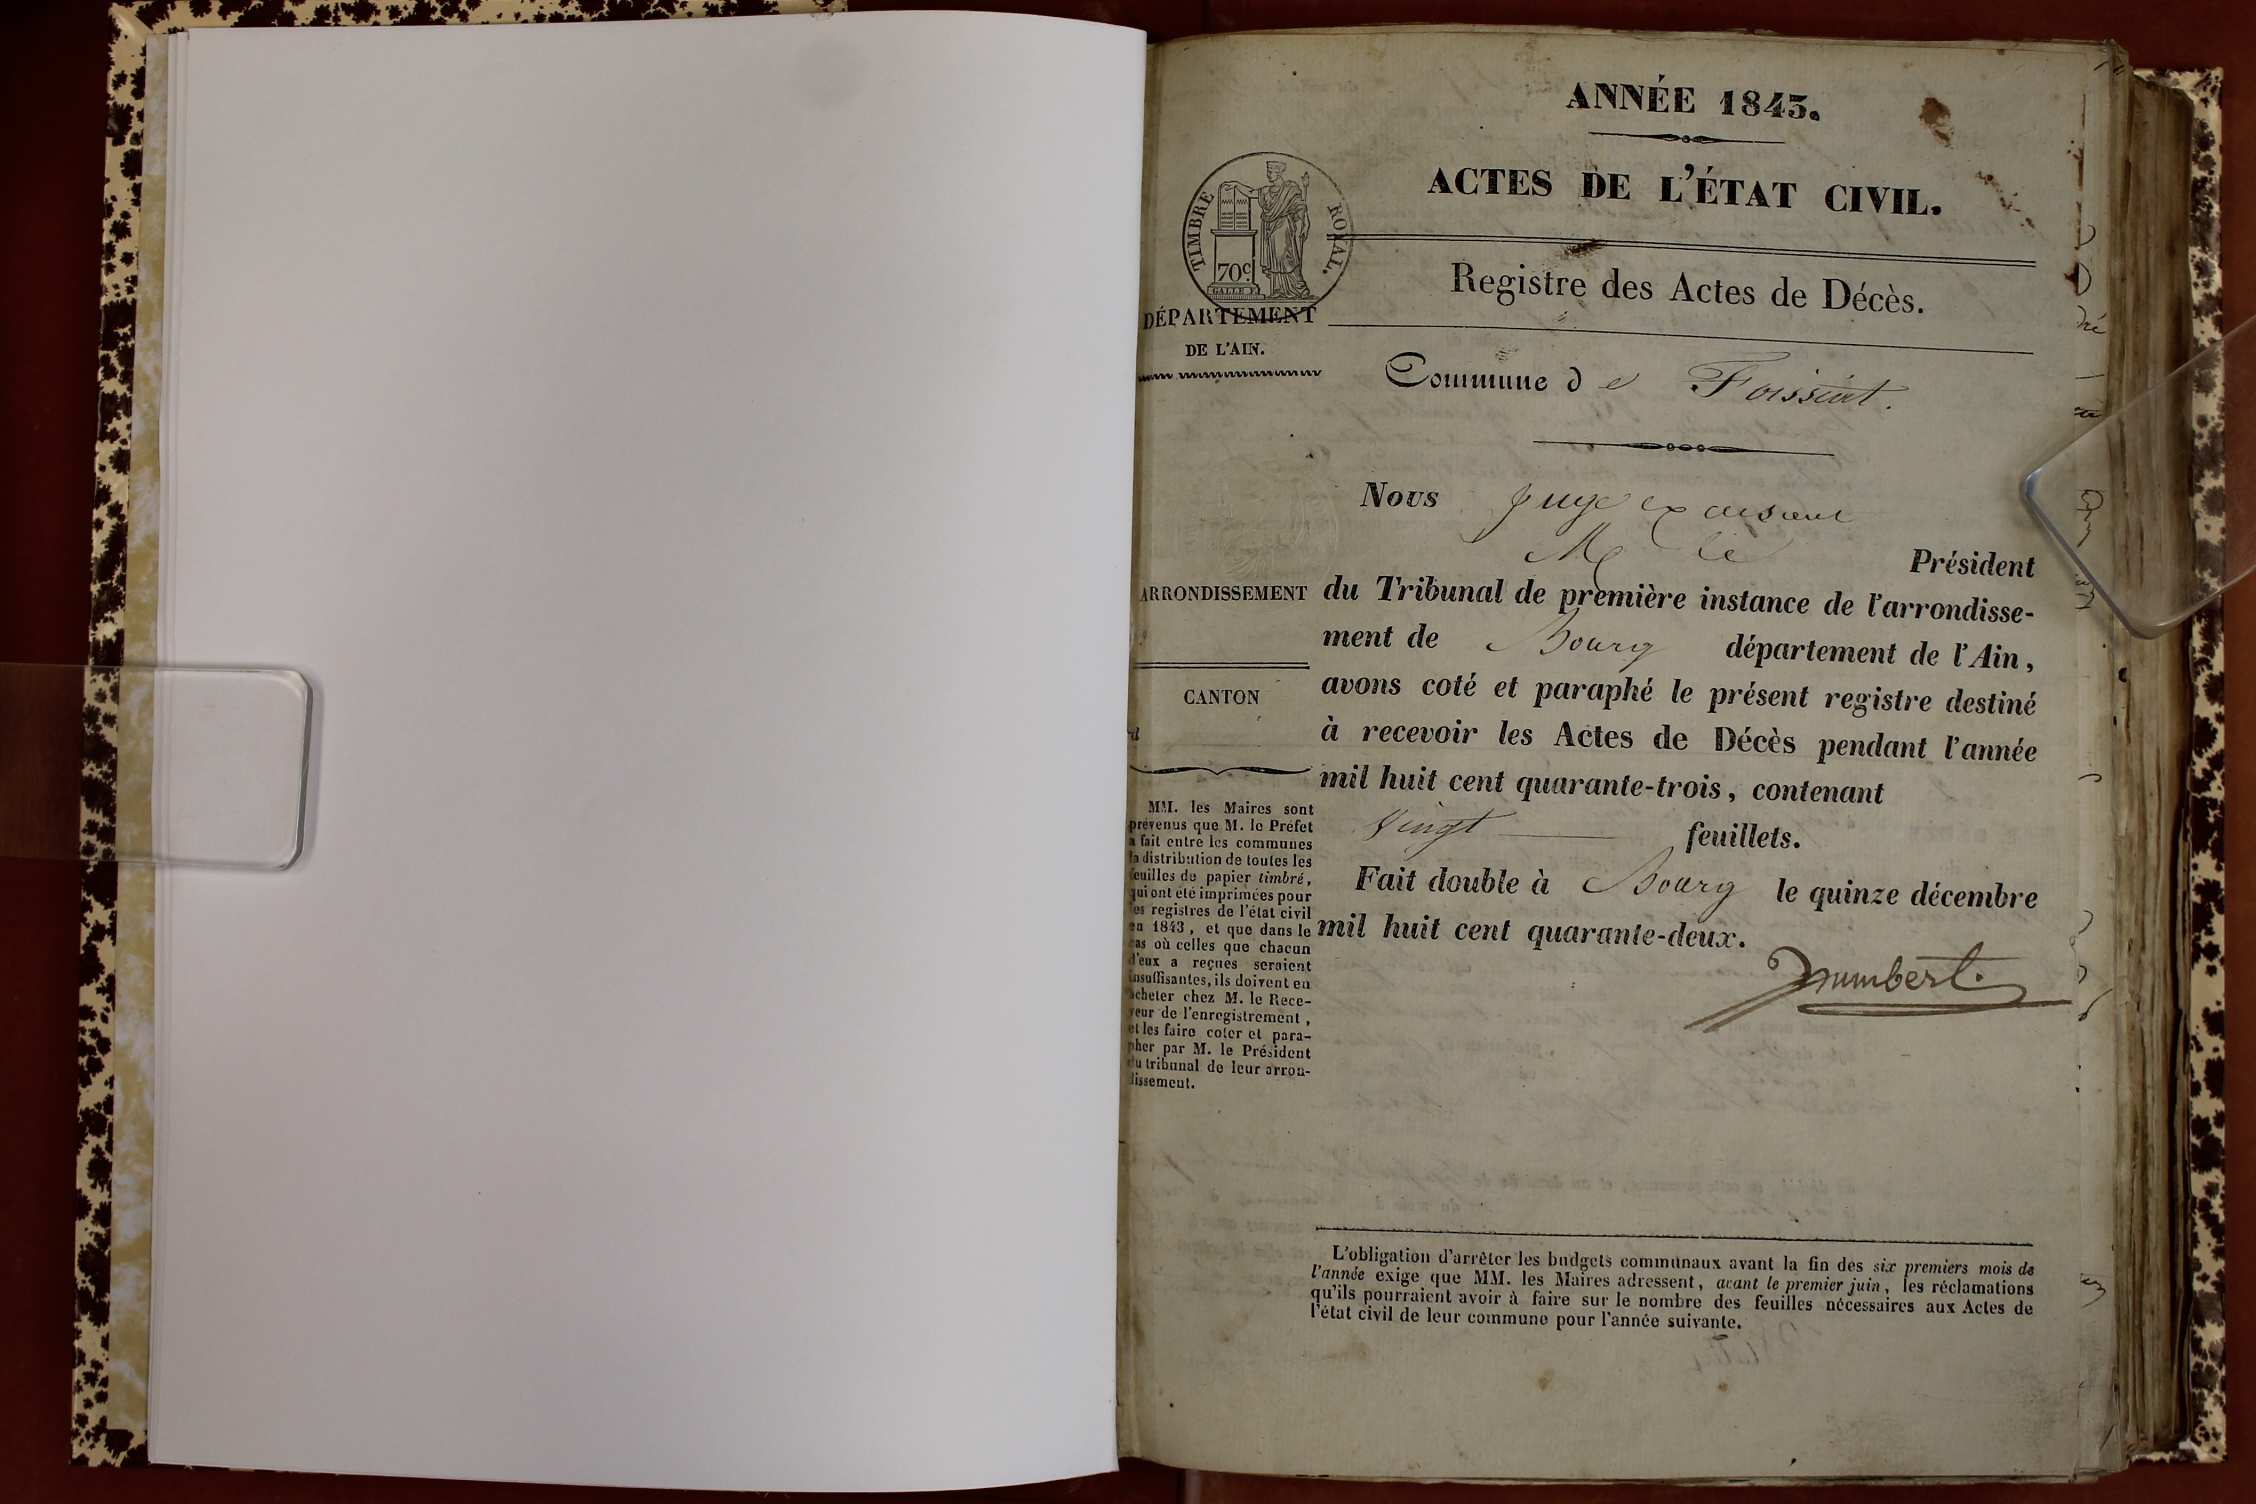 ANNÉE 1843.
ACTES DE L'ÉTAT CIVIL.
TIMBRE ROYAL.
70c
GALLE F.
Registre des Actes de Décès.
DÉPARTEMENT
DE L'AIN.
Commune de Foissiat.
Nous Juge
Mr le Président
ARRONDISSEMENT
du Tribunal de première instance de l'arrondisse-
ment de Bourg département de l'Ain,
CANTON
avons coté et paraphé le présent registre destiné
à recevoir les Actes de Décès pendant l'année
mil huit cent quarante-trois, contenant
Vingt feuillets.
Fait double à Bourg le quinze décembre
mil huit cent quarante-deux.
MM. les Maires sont
prévenus que M. le Préfet
a fait entre les communes
la distribution de toutes les
feuilles de papier timbré,
qui ont été imprimées pour
les registres de l'état civil
en 1843, et que dans le
cas où celles que chacun
d'eux a reçues seraient
insuffisantes, ils doivent en
acheter chez M. le Rece-
veur de l'enregistrement,
et les faire coter et para-
pher par M. le Président
du tribunal de leur arron-
dissement.
L'obligation d'arrêter les budgets communaux avant la fin des six premiers mois de
l'année exige que MM. les Maires adressent, avant le premier juin, les réclamations
qu'ils pourraient avoir à faire sur le nombre des feuilles nécessaires aux Actes de
l'état civil de leur commune pour l'année suivante.